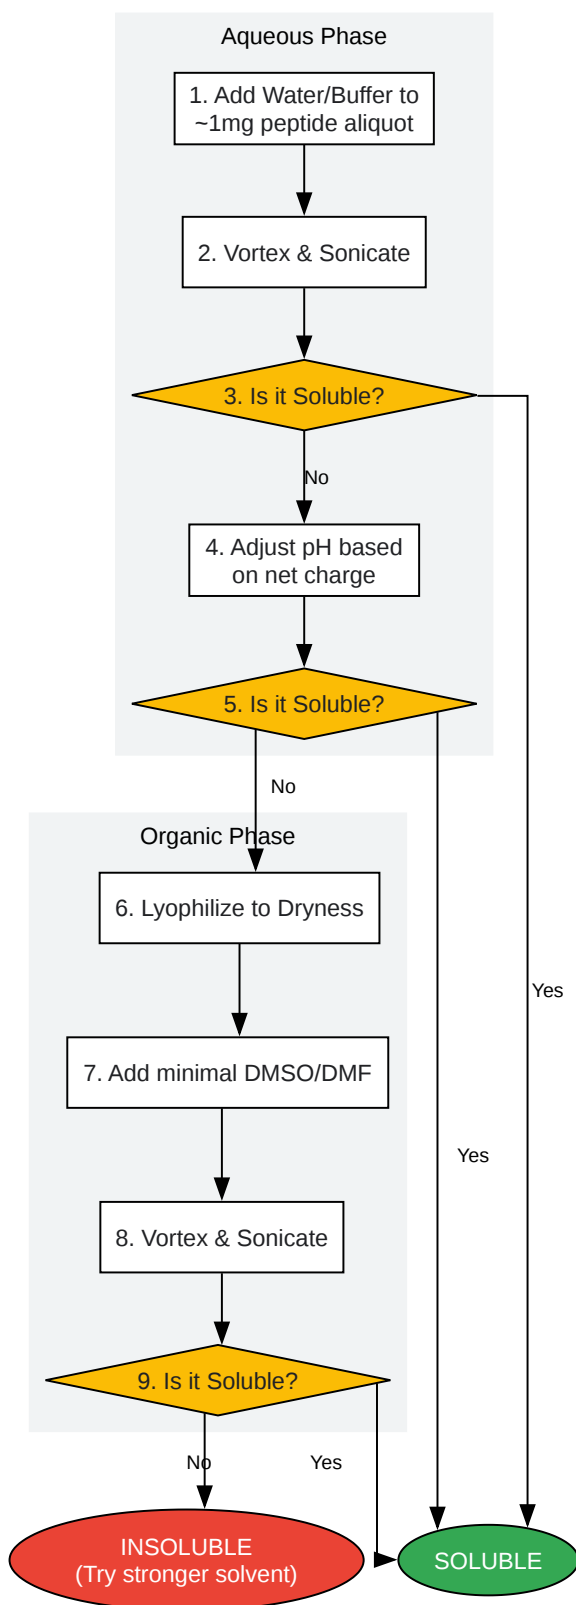 Aqueous Phase
1. Add Water/Buffer to
~1mg peptide aliquot
2. Vortex & Sonicate
3. Is it Soluble?
No
4. Adjust pH based
on net charge
5. Is it Soluble?
No
Organic Phase
6. Lyophilize to Dryness
Yes
7. Add minimal DMSO/DMF
Yes
8. Vortex & Sonicate
9. Is it Soluble?
No
Yes
INSOLUBLE
(Try stronger solvent)
SOLUBLE